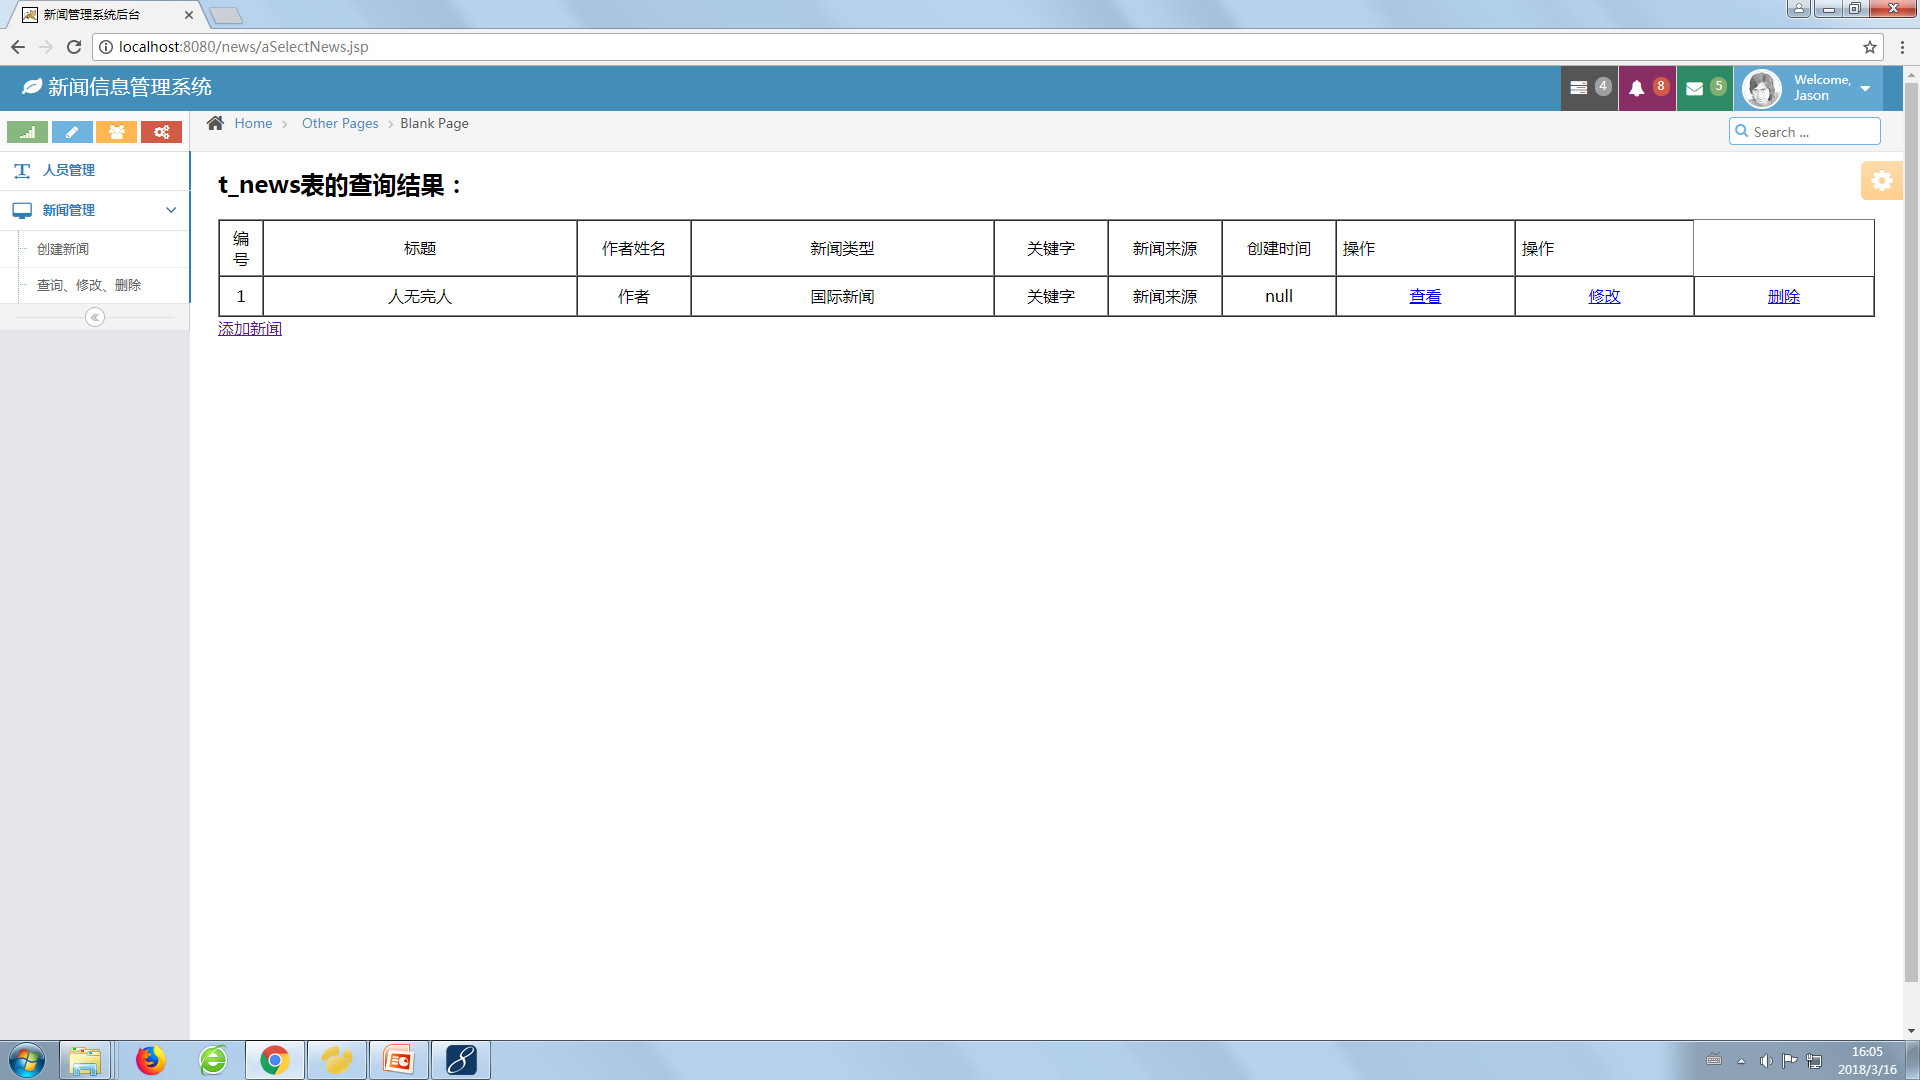 新闻管理系统后台
localhost:8080/news/aSelectNews.jsp
新闻信息管理系统
4
8
5
Welcome,
Jason
Home
Other Pages
Blank Page
Search ...
人员管理
新闻管理
创建新闻
查询、修改、删除
t_news表的查询结果：
编号 标题 作者姓名 新闻类型 关键字 新闻来源 创建时间 操作 操作
1 人无完人 作者 国际新闻 关键字 新闻来源 null 查看 修改 删除
添加新闻
16:05
2018/3/16